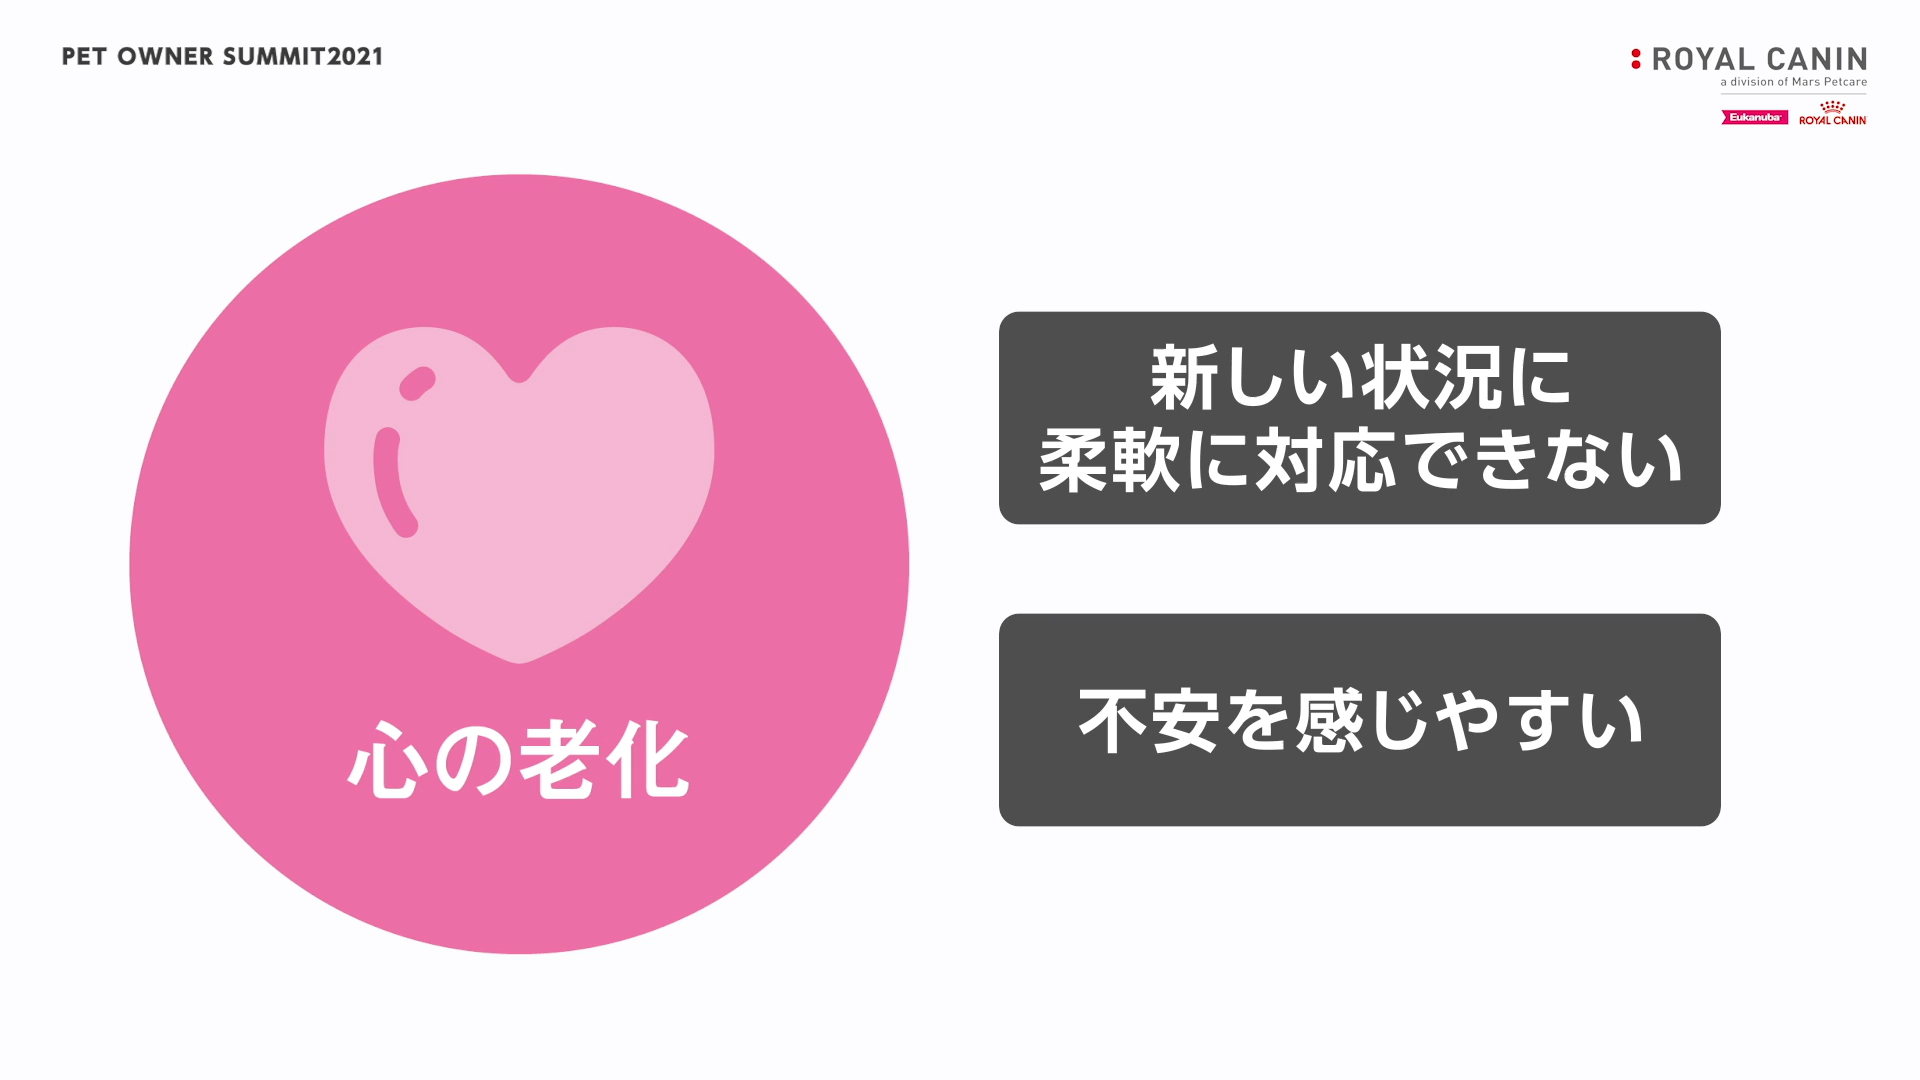 PET OWNER SUMMIT2021
ROYAL CANIN
a division of Mars Petcare
Eukanuba
ROYAL CANIN
心の老化
新しい状況に
柔軟に対応できない
不安を感じやすい